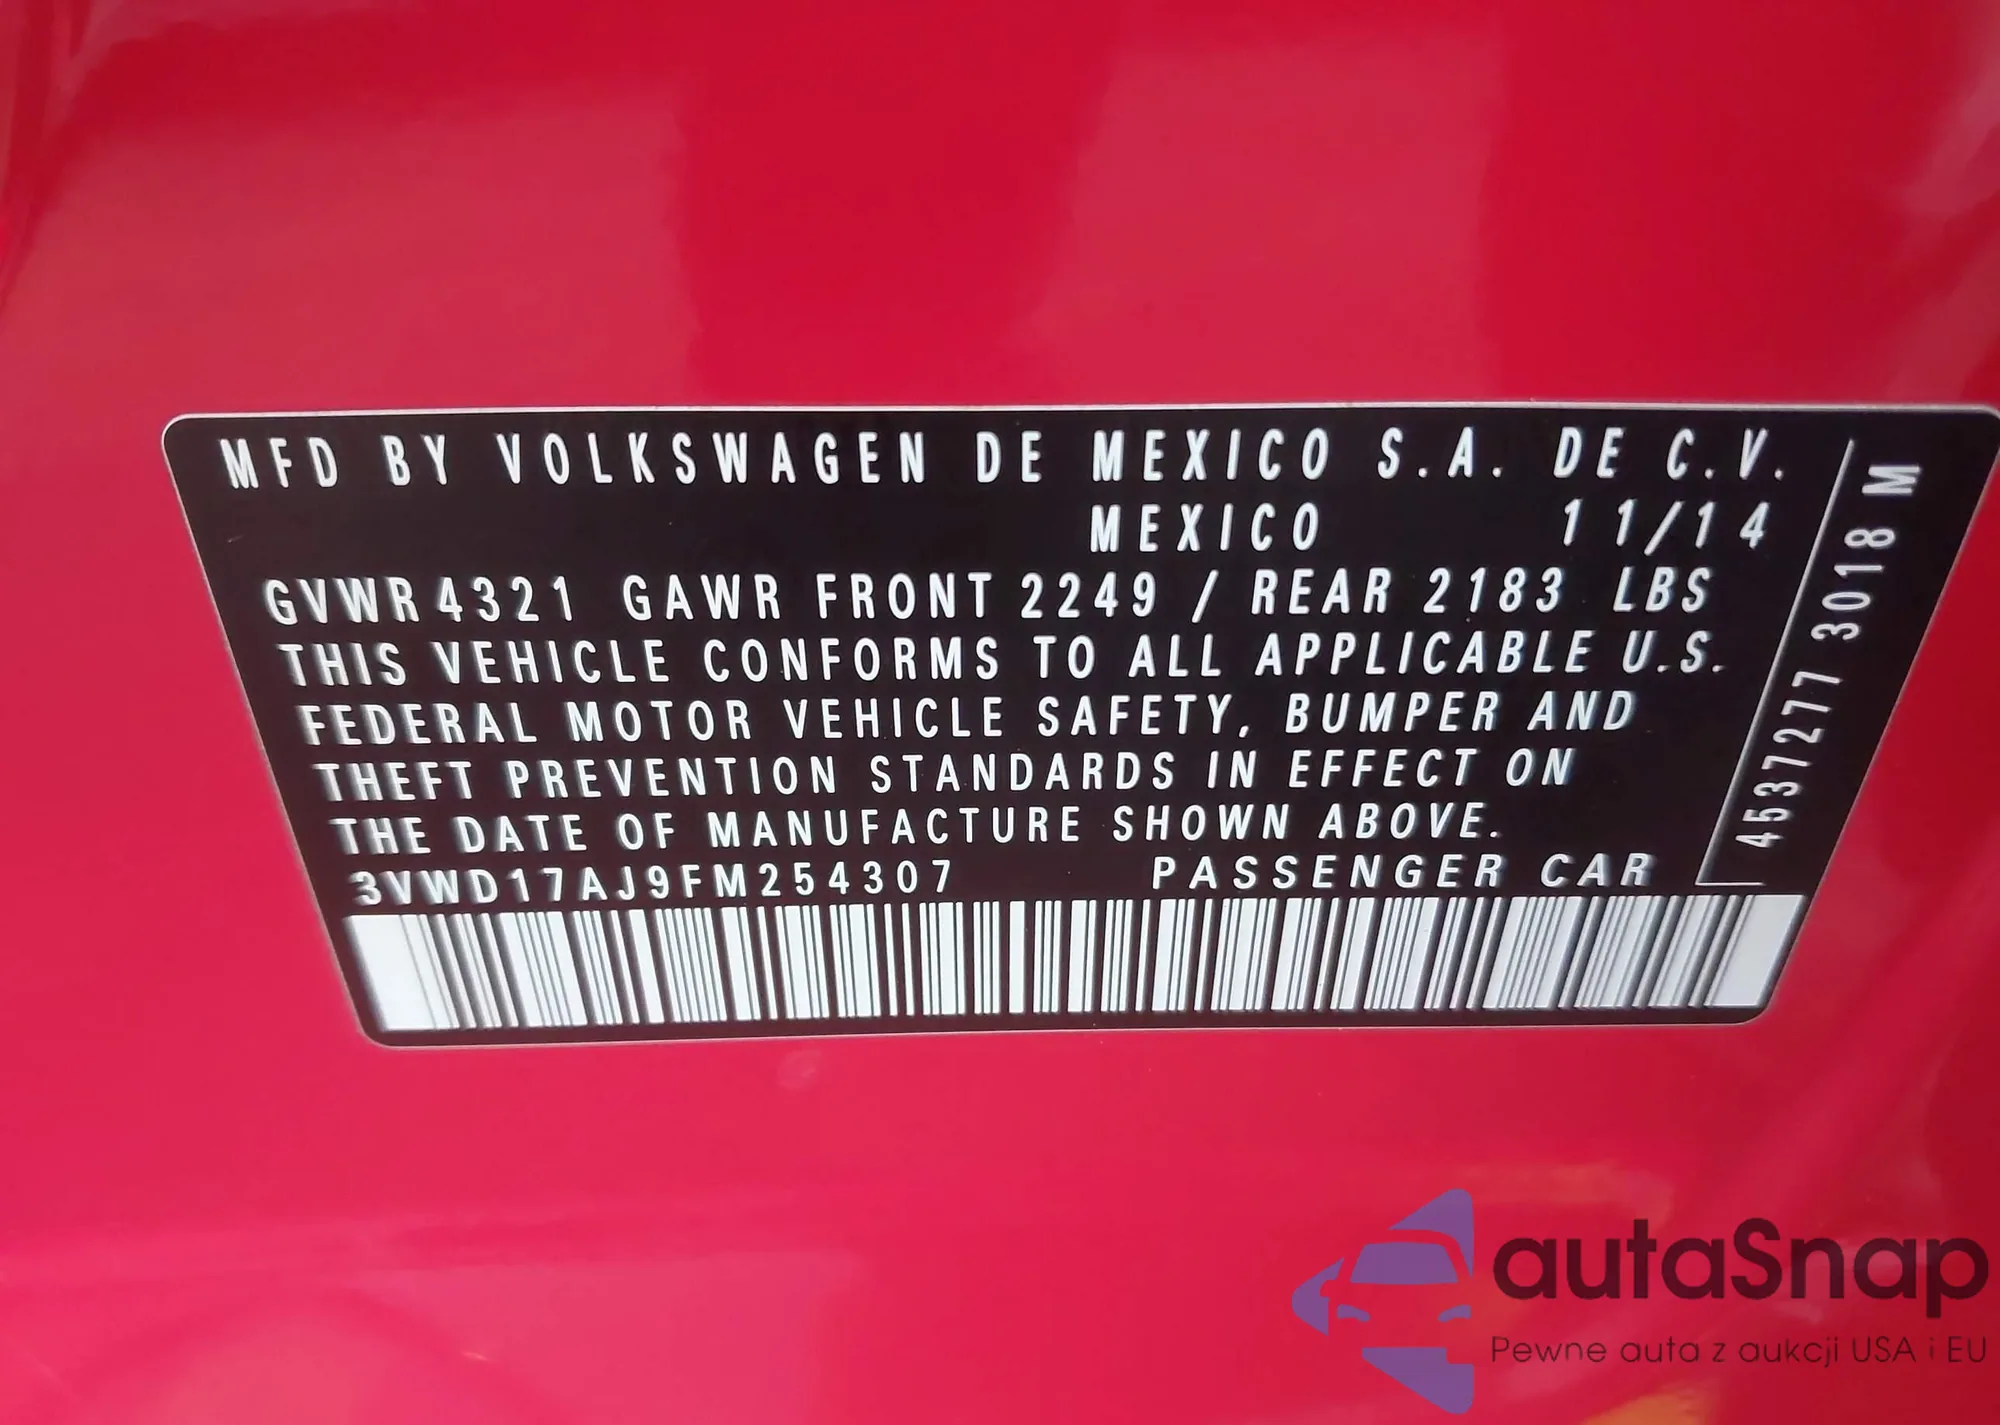 MFD BY VOLKSWAGEN DE MEXICO S.A. DE C.V.
MEXICO 11/14
GVWR 4321 GAWR FRONT 2249 / REAR 2183 LBS
THIS VEHICLE CONFORMS TO ALL APPLICABLE U.S.
FEDERAL MOTOR VEHICLE SAFETY, BUMPER AND
THEFT PREVENTION STANDARDS IN EFFECT ON
THE DATE OF MANUFACTURE SHOWN ABOVE.
3VWD17AJ9FM254307 PASSENGER CAR
4537277 3018 M
autaSnap
Pewne auta z aukcji USA i EU